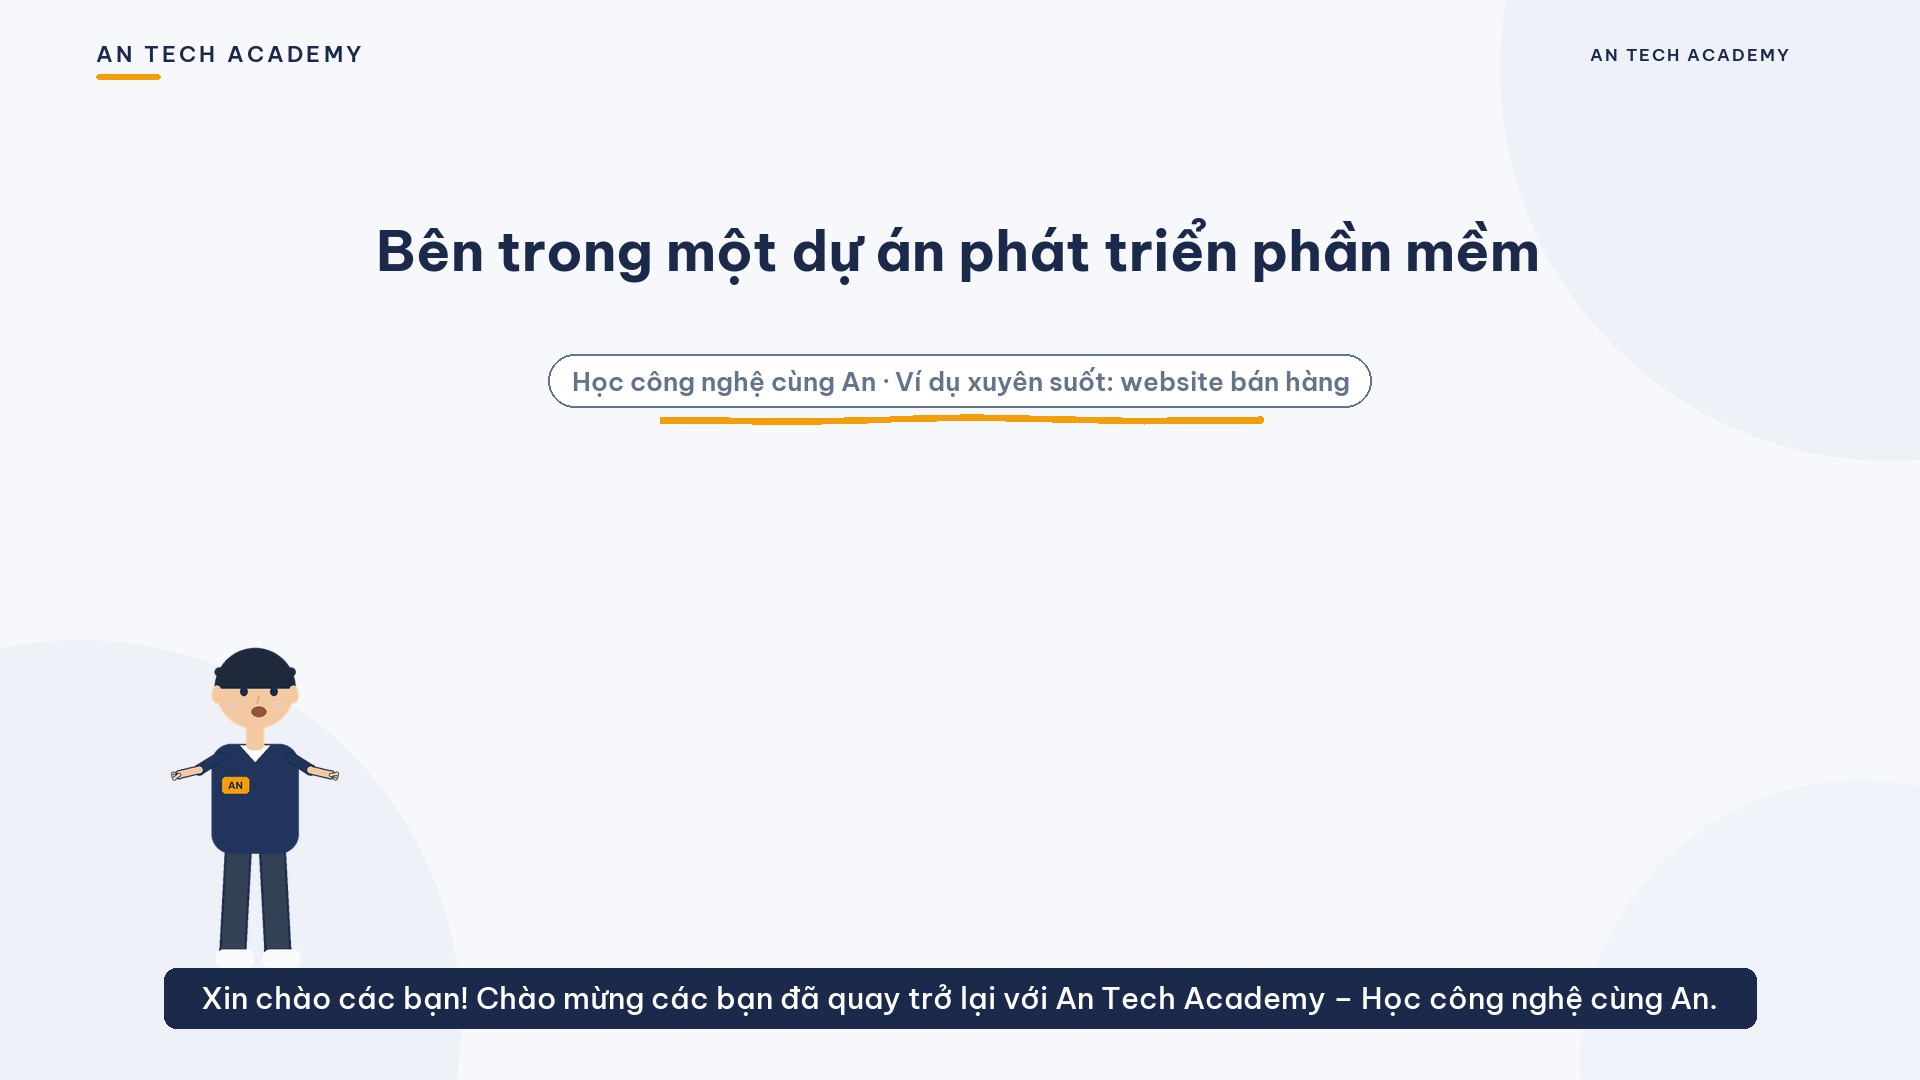 AN TECH ACADEMY
AN TECH ACADEMY
Bên trong một dự án phát triển phần mềm
Học công nghệ cùng An · Ví dụ xuyên suốt: website bán hàng
AN
Xin chào các bạn! Chào mừng các bạn đã quay trở lại với An Tech Academy – Học công nghệ cùng An.